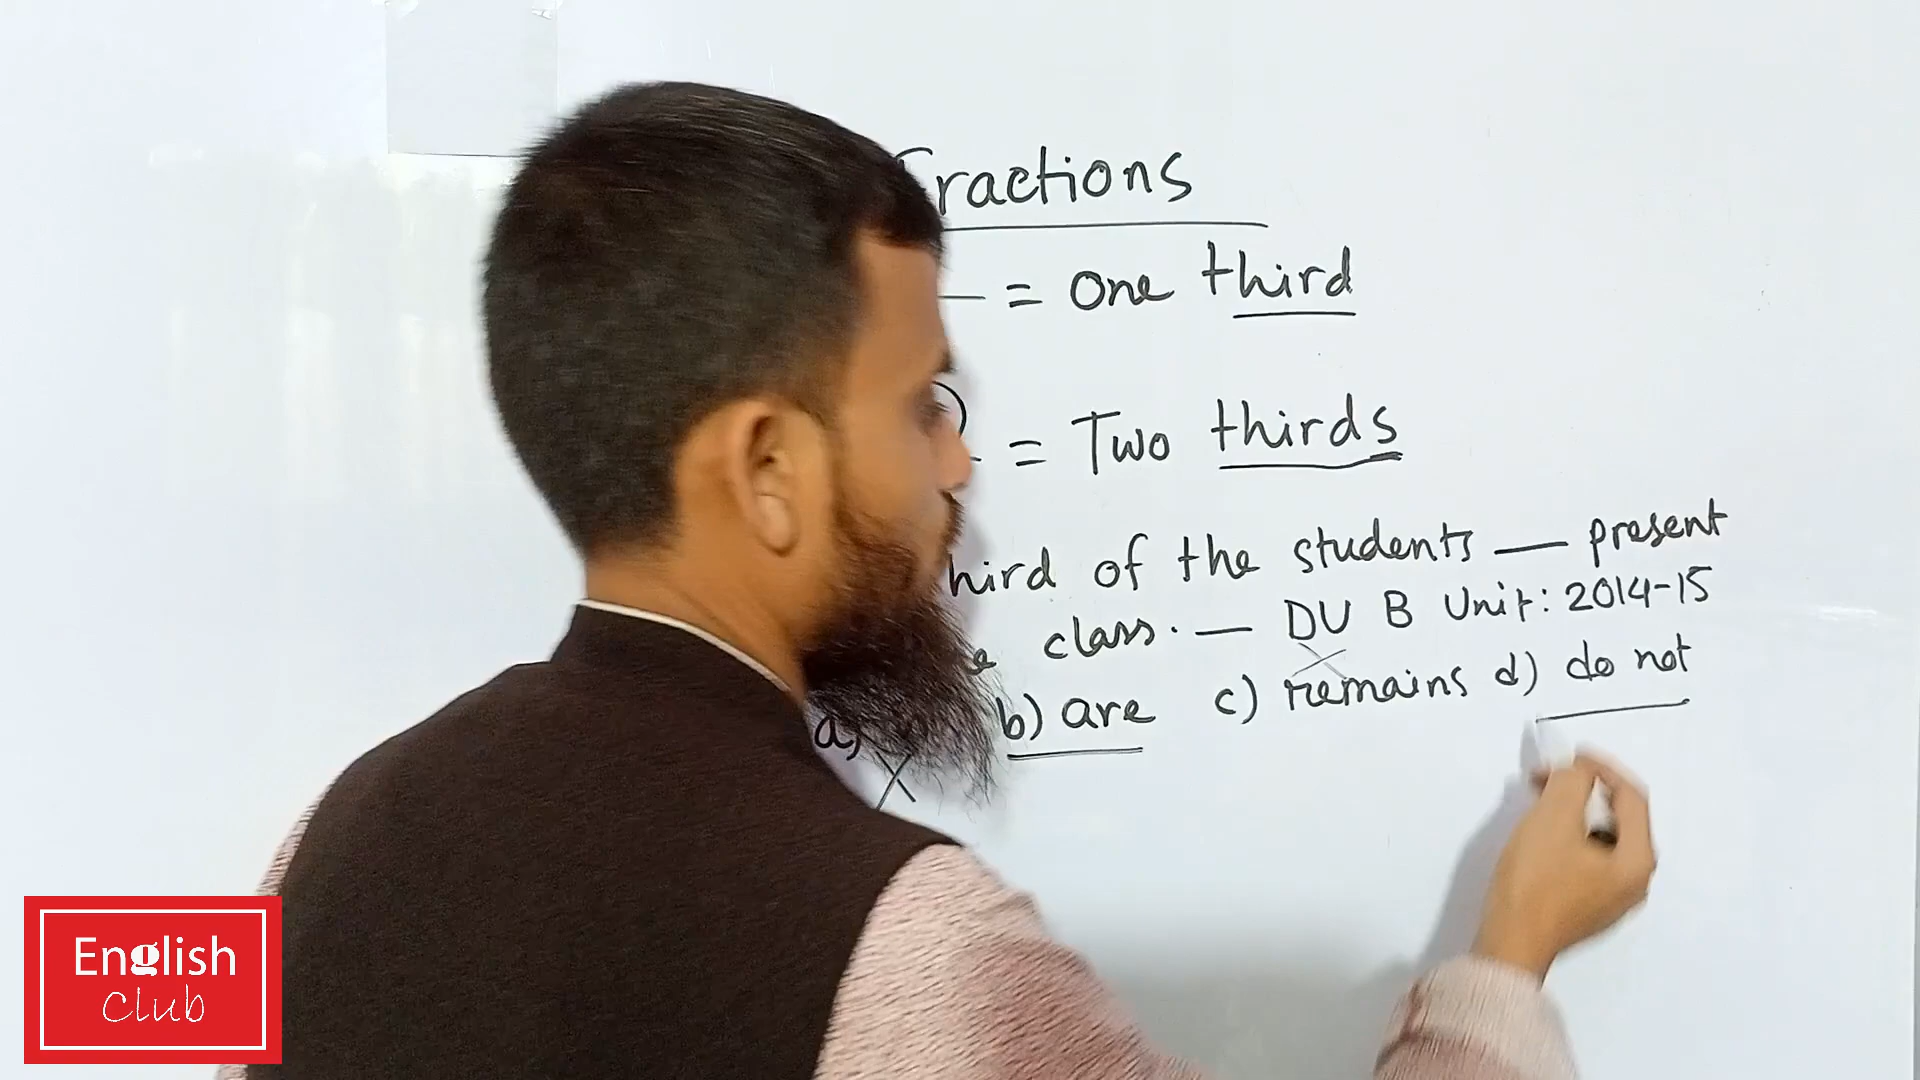 Fractions
= One third
= Two thirds
hird of the students — present
e class. — DU B Unit: 2014-15
a) b) are c) remains d) do not
English
Club